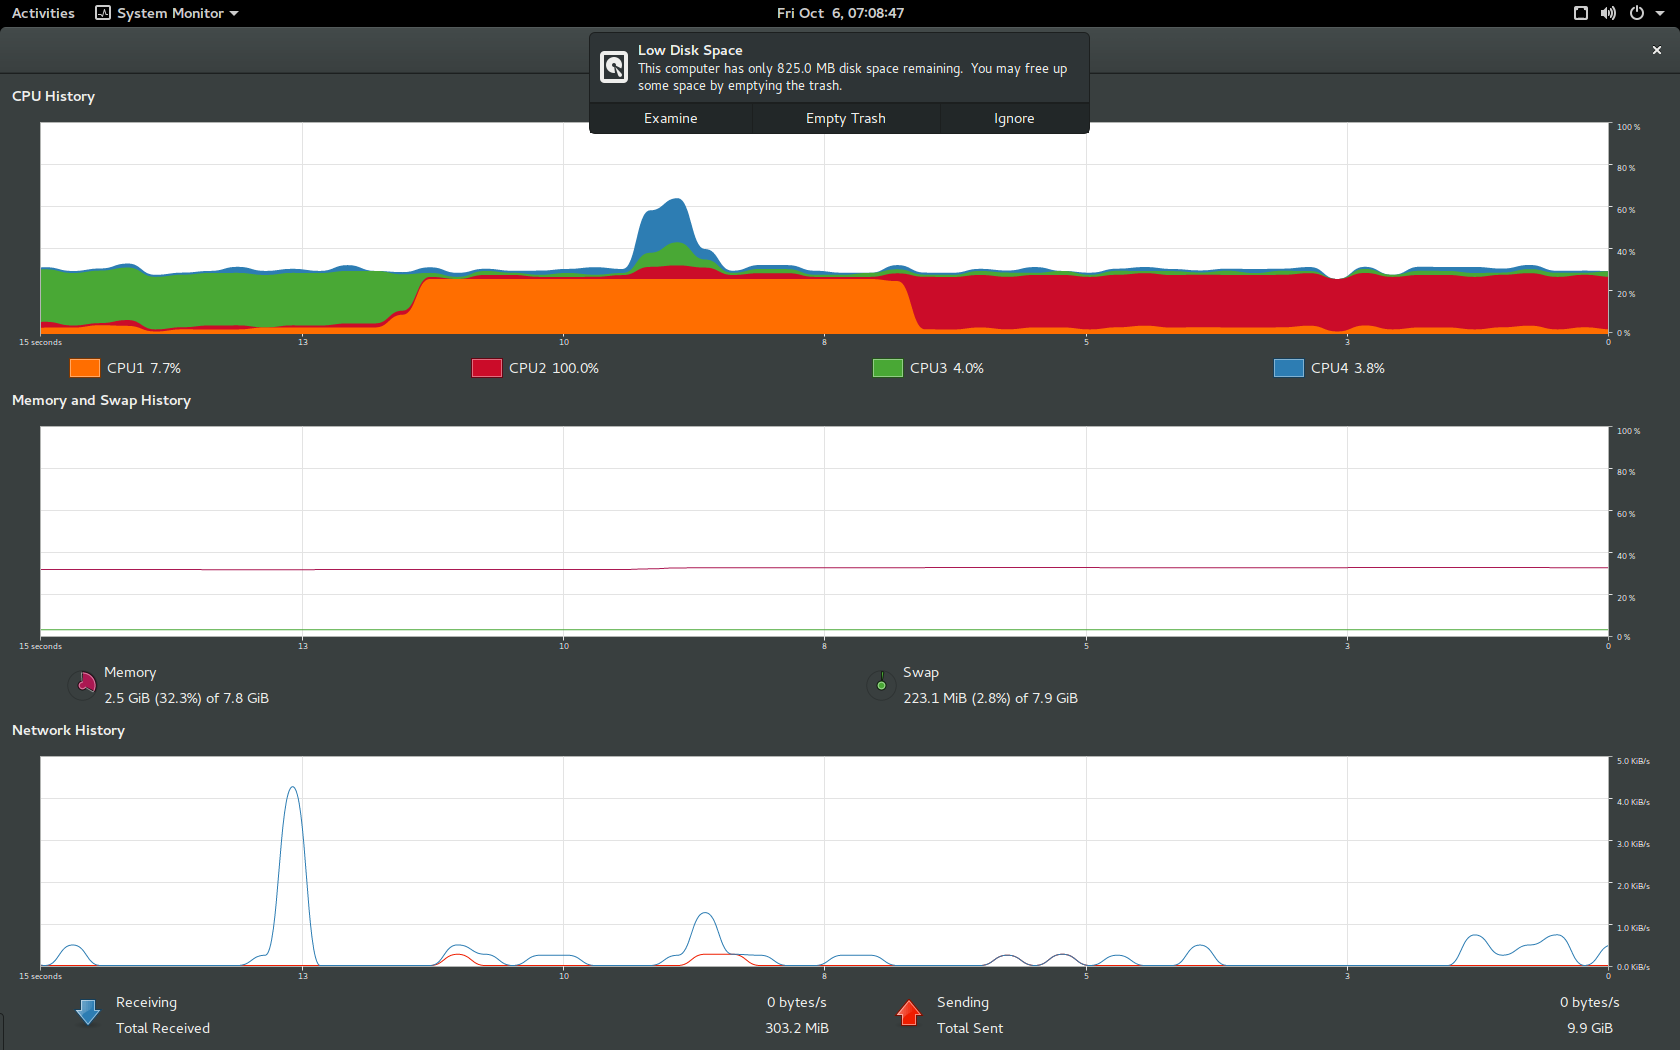 Activities System Monitor Fri Oct 6, 07:08:47
Low Disk Space
This computer has only 825.0 MB disk space remaining. You may free up
some space by emptying the trash.
Examine Empty Trash Ignore
CPU History
100 %
80 %
60 %
40 %
20 %
0 %
15 seconds 13 10 8 5 3 0
CPU1 7.7% CPU2 100.0% CPU3 4.0% CPU4 3.8%
Memory and Swap History
100 %
80 %
60 %
40 %
20 %
0 %
15 seconds 13 10 8 5 3 0
Memory Swap
2.5 GiB (32.3%) of 7.8 GiB 223.1 MiB (2.8%) of 7.9 GiB
Network History
5.0 KiB/s
4.0 KiB/s
3.0 KiB/s
2.0 KiB/s
1.0 KiB/s
0.0 KiB/s
15 seconds 13 10 8 5 3 0
Receiving 0 bytes/s Sending 0 bytes/s
Total Received 303.2 MiB Total Sent 9.9 GiB